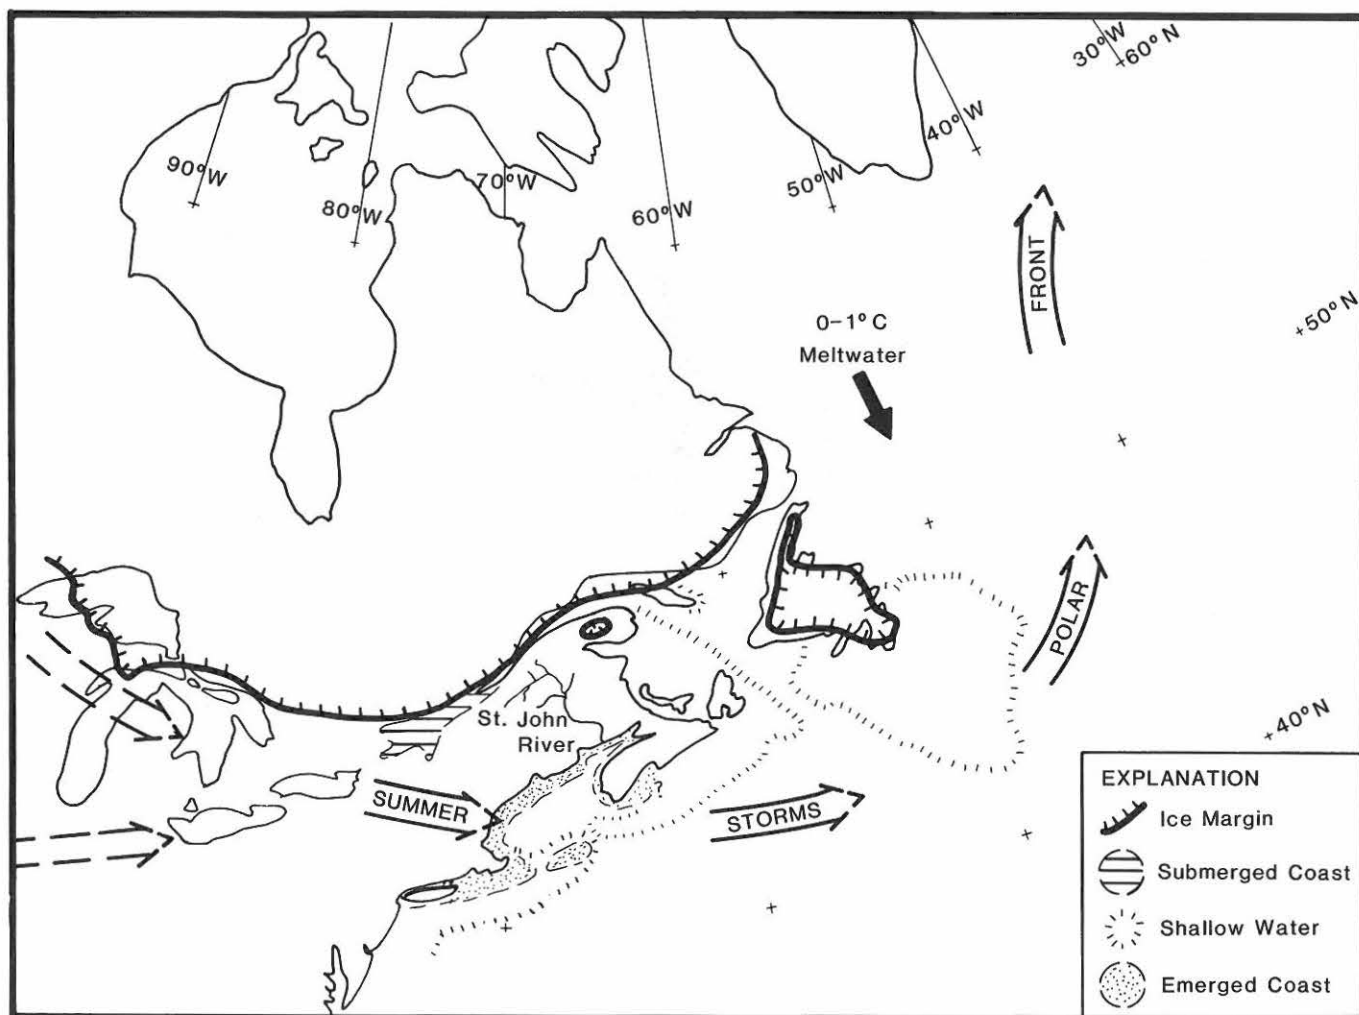 30°W
60°N
40°W
90°W
70°W
50°W
80°W
60°W
FRONT
50°N
0-1°C
Meltwater
POLAR
St. John
River
40°N
SUMMER
STORMS
EXPLANATION
Ice Margin
Submerged Coast
Shallow Water
Emerged Coast